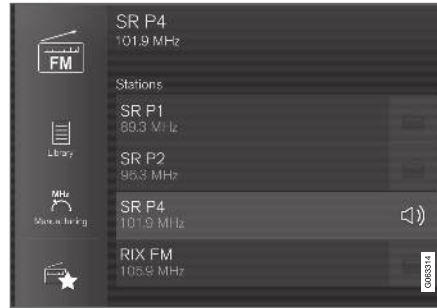 SR P4
101.9 MHz
FM
Stations
SR P1
89.3 MHz
Library
SR P2
96.3 MHz
MHz
Manual tuning
SR P4
101.9 MHz
RIX FM
105.9 MHz
G063314